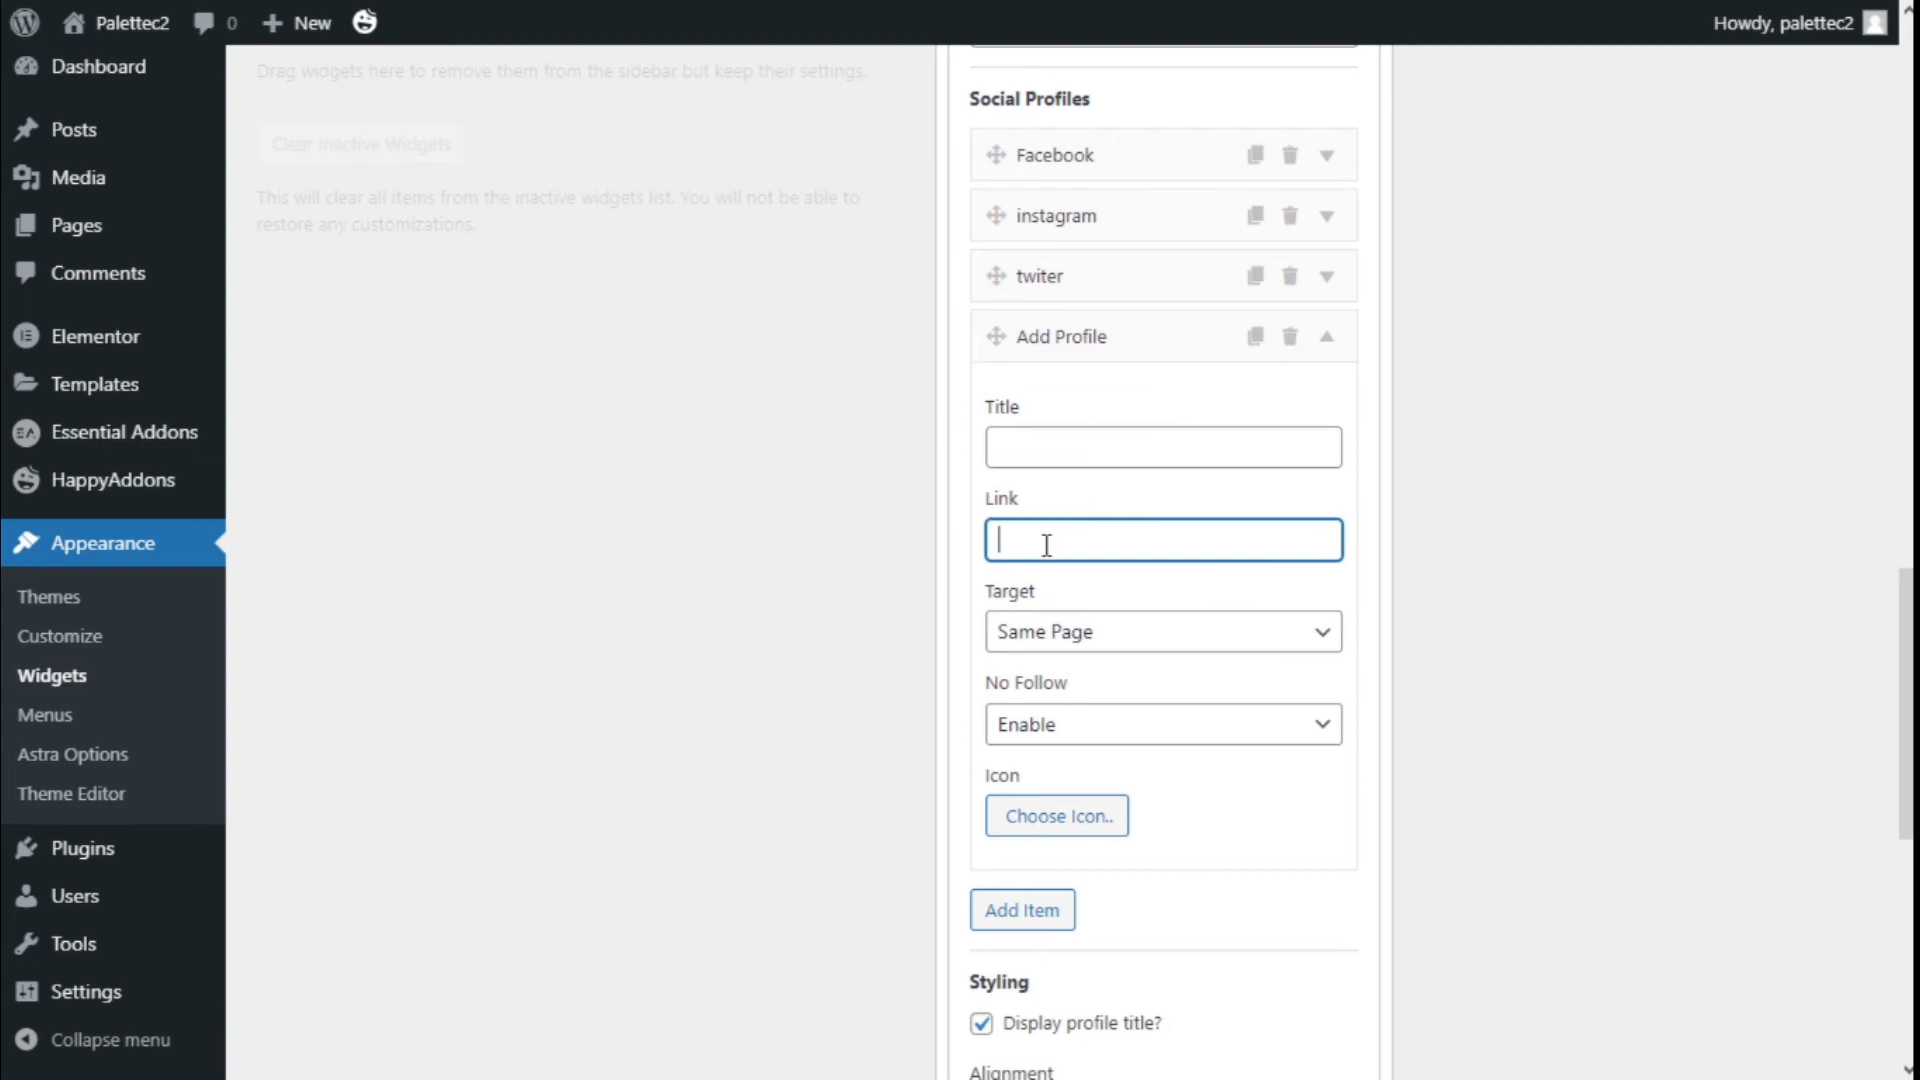 Palettec2
0
New
Howdy, palettec2
Dashboard
Posts
Media
Pages
Comments
Elementor
Templates
Essential Addons
HappyAddons
Appearance
Themes
Customize
Widgets
Menus
Astra Options
Theme Editor
Plugins
Users
Tools
Settings
Collapse menu
Drag widgets here to remove them from the sidebar but keep their settings.
Clear Inactive Widgets
This will clear all items from the inactive widgets list. You will not be able to
restore any customizations.
Social Profiles
Facebook
instagram
twiter
Add Profile
Title
Link
Target
Same Page
No Follow
Enable
Icon
Choose Icon..
Add Item
Styling
Display profile title?
Alignment